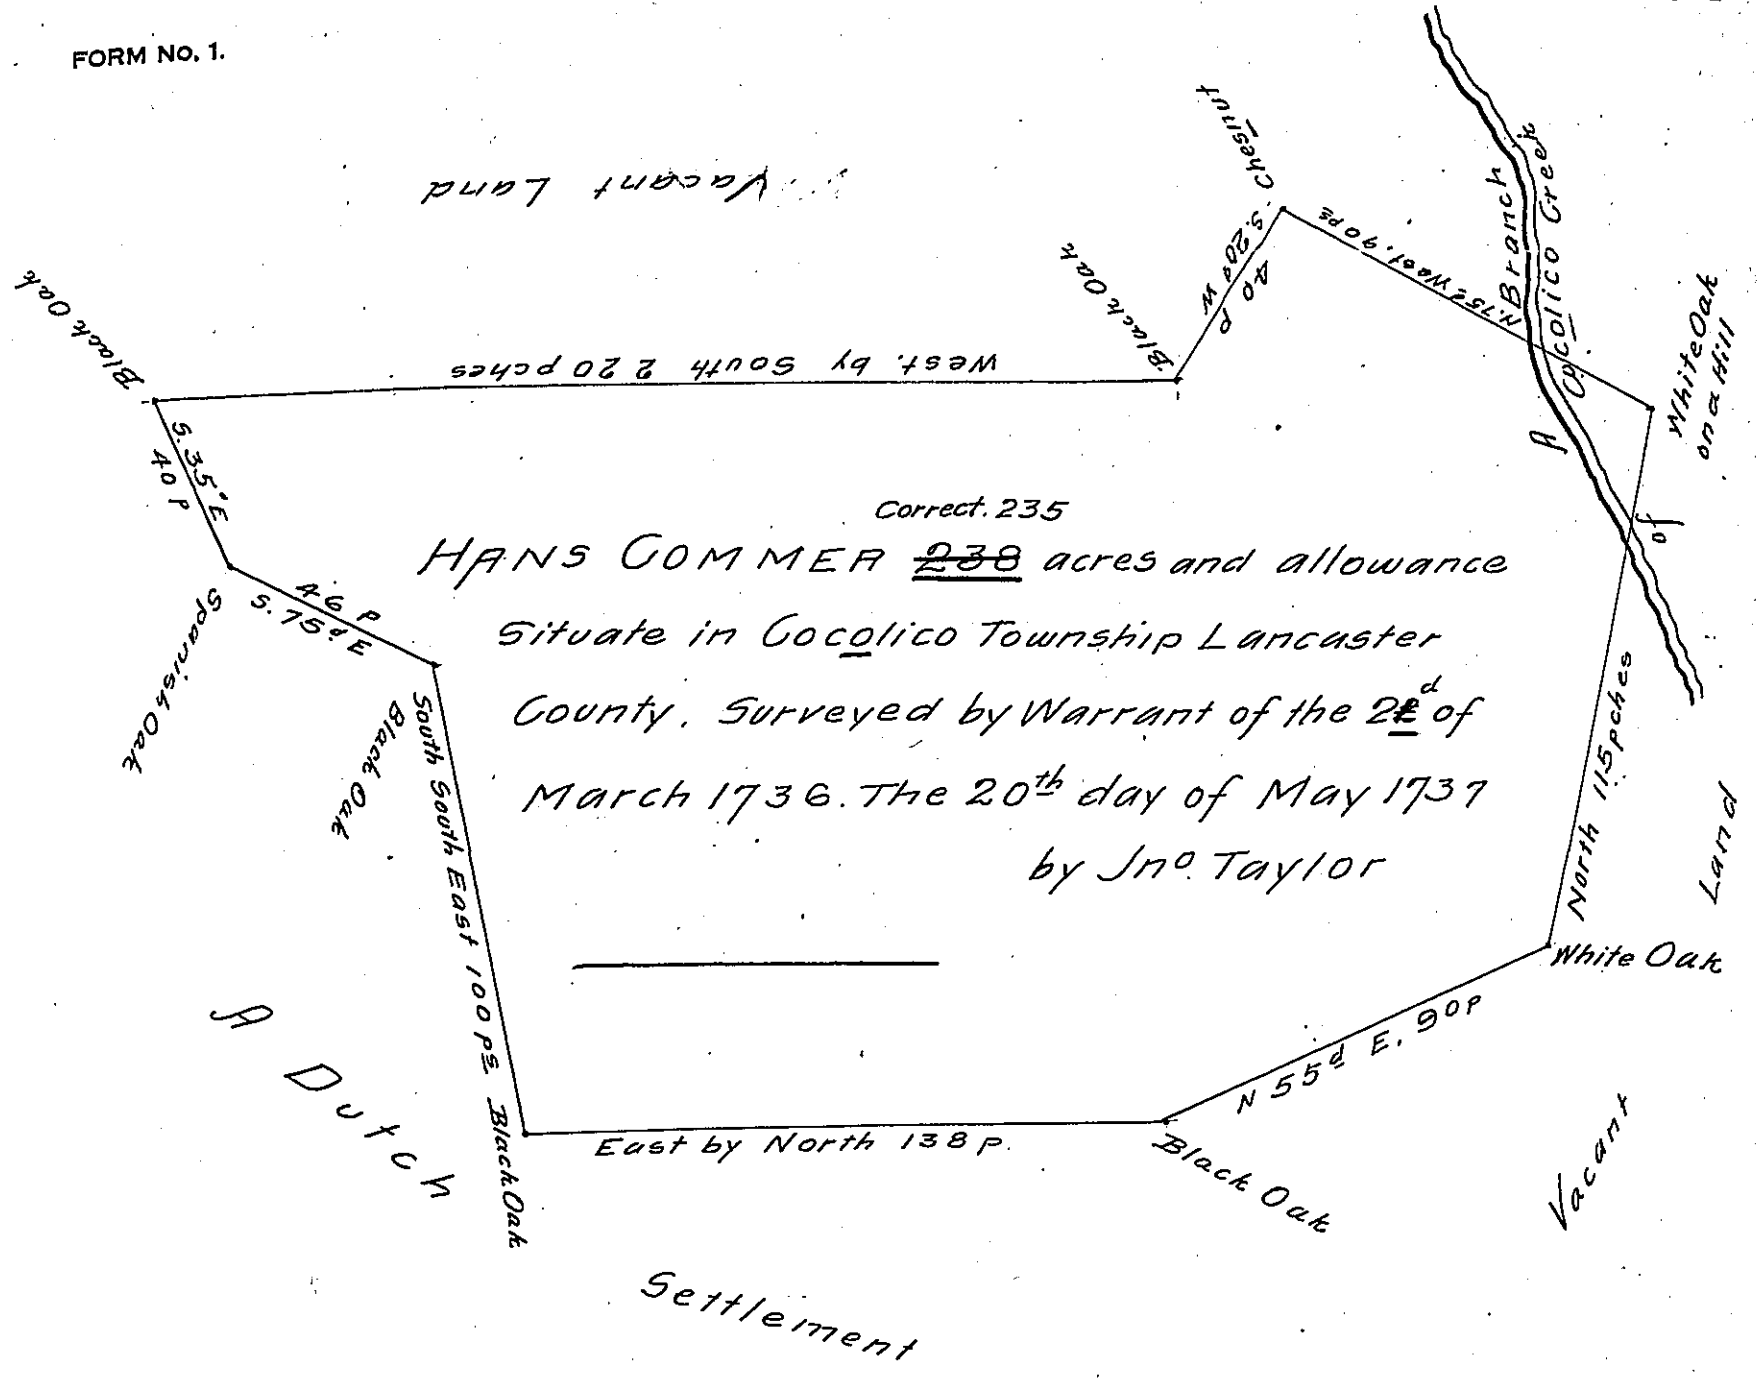 FORM No. 1.
Vacant Land
Chesnut
Black Oak
Black Oak
S. 20d W
40 P
N. 75d West. 90 ps
A Branch of
Cocolico Creek
White Oak
on a Hill
West. by South 220 pches
S. 35° E
40 P
Spanish Oak
46 P
S. 75d E
Black Oak
South South East 100 ps
Black Oak
Correct. 235
HANS COMMER 238 acres and allowance
Situate in Cocolico Township Lancaster
County. Surveyed by Warrant of the 2d of
March 1736. The 20th day of May 1737
by Jno. Taylor
North 115 pches
White Oak
N 55d E. 90 P
East by North 138 p.
Black Oak
Vacant Land
A Dutch
Settlement